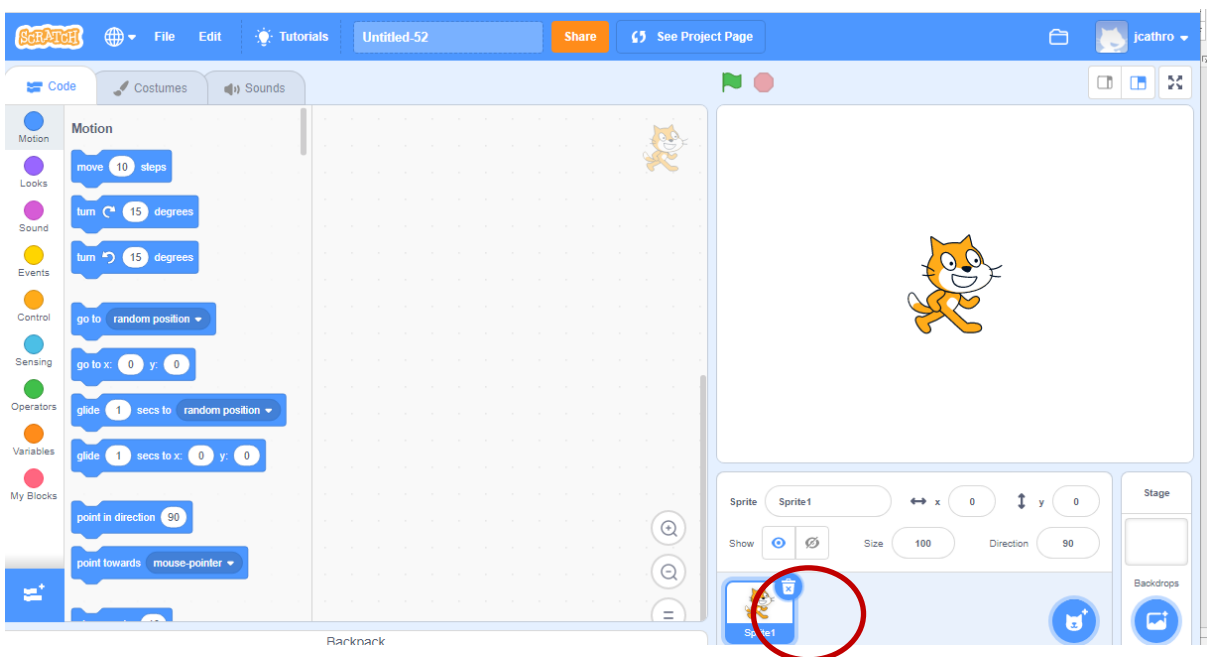 SCRATCH File Edit Tutorials Untitled-52 Share See Project Page jcathro
Code Costumes Sounds
Motion
Looks
Sound
Events
Control
Sensing
Operators
Variables
My Blocks
Motion
move 10 steps
turn 15 degrees
turn 15 degrees
go to random position
go to x: 0 y: 0
glide 1 secs to random position
glide 1 secs to x: 0 y: 0
point in direction 90
point towards mouse-pointer
Backpack
Sprite Sprite1 x 0 y 0
Show Size 100 Direction 90
Sprite1
Stage
Backdrops